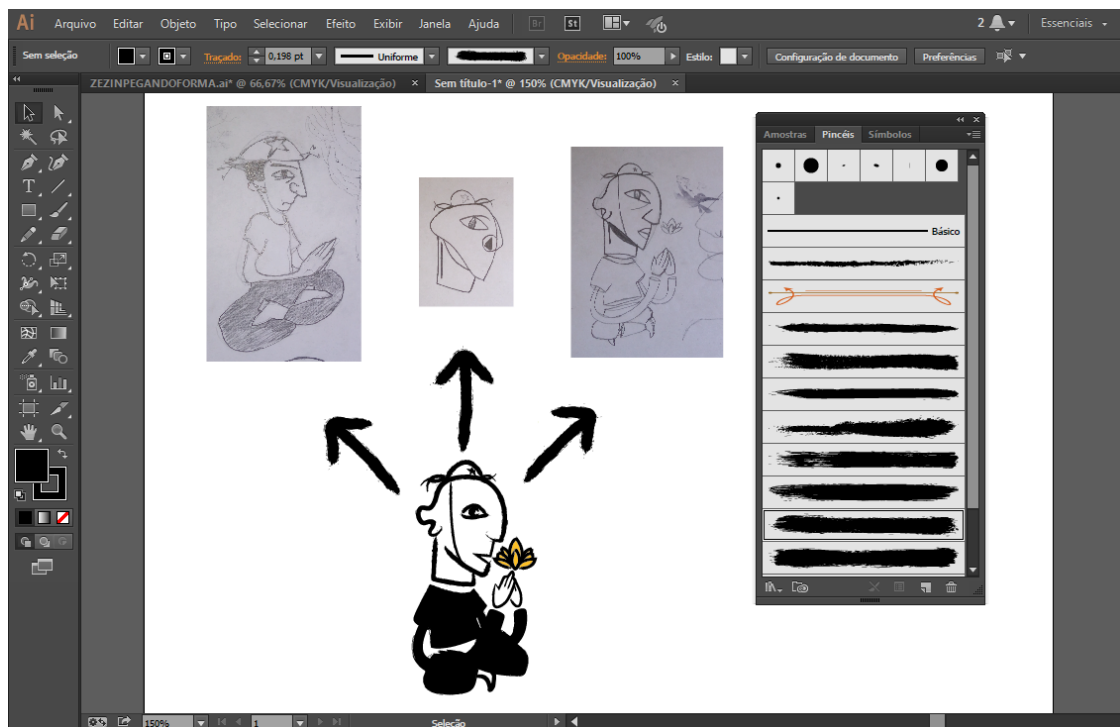 Ai Arquivo Editar Objeto Tipo Selecionar Efeito Exibir Janela Ajuda Br St 2 Essenciais
Sem seleção Traçado: 0,198 pt Uniforme Opacidade: 100% Estilo: Configuração de documento Preferências
ZEZINPEGANDOFORMA.ai* @ 66,67% (CMYK/Visualização) × Sem título-1* @ 150% (CMYK/Visualização) ×
Amostras Pincéis Símbolos
Básico
T
150% 1 Seleção